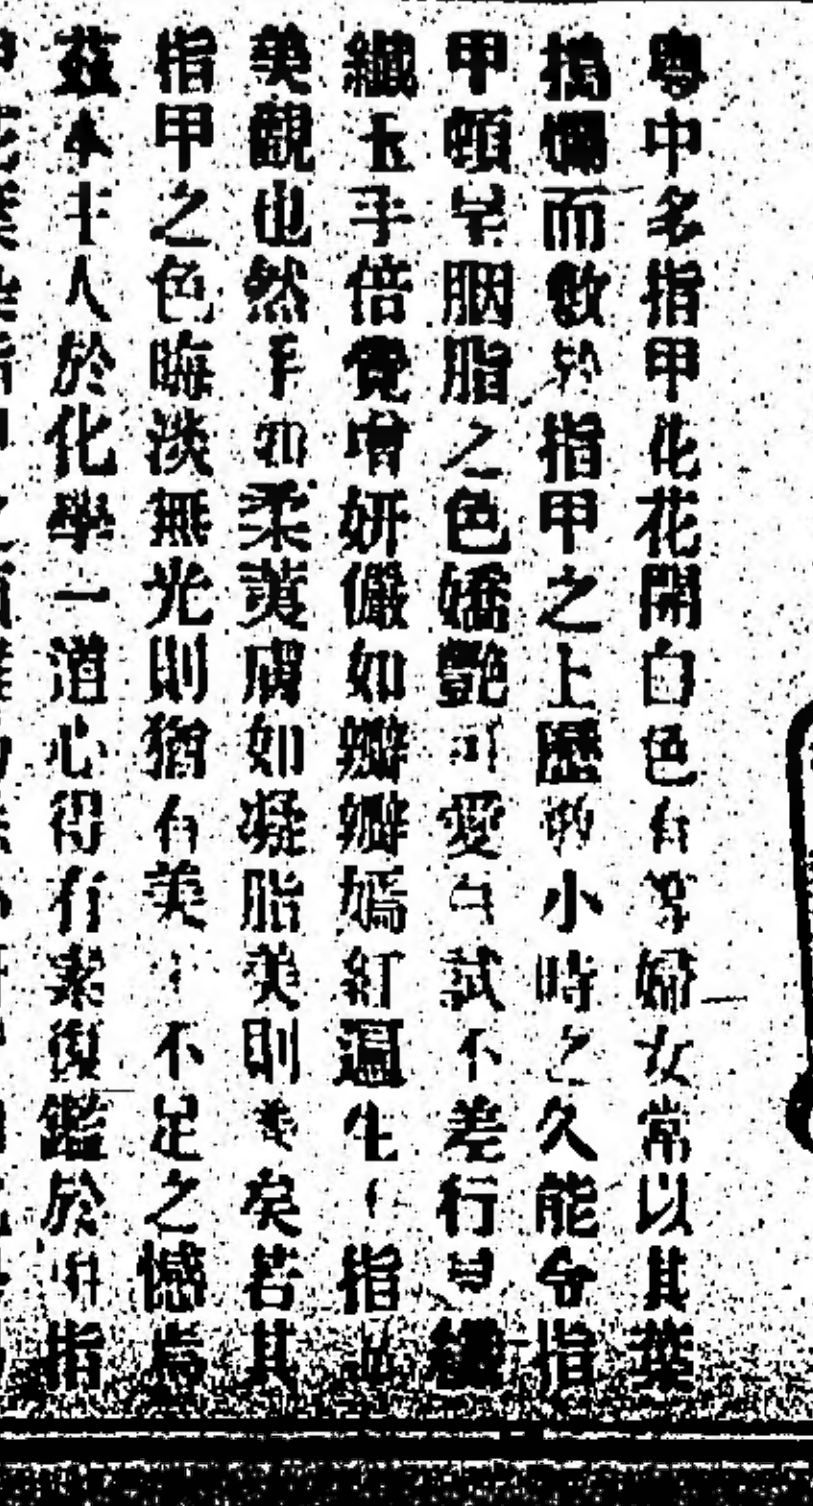 粤中名指甲花花開白色有等婦女常以其葉
搗爛而敷於指甲之上歷數小時之久能令指
甲頓呈胭脂之色嬌艷可愛白試不差行見纖
纖玉手倍覺增妍儼如瓣瓣嫣紅遍生十指
美觀也然手如柔荑膚如凝脂美則美矣若其
指甲之色晦淡無光則猶有美不足之憾焉
茲本主人於化學一道心得有素復鑑於指